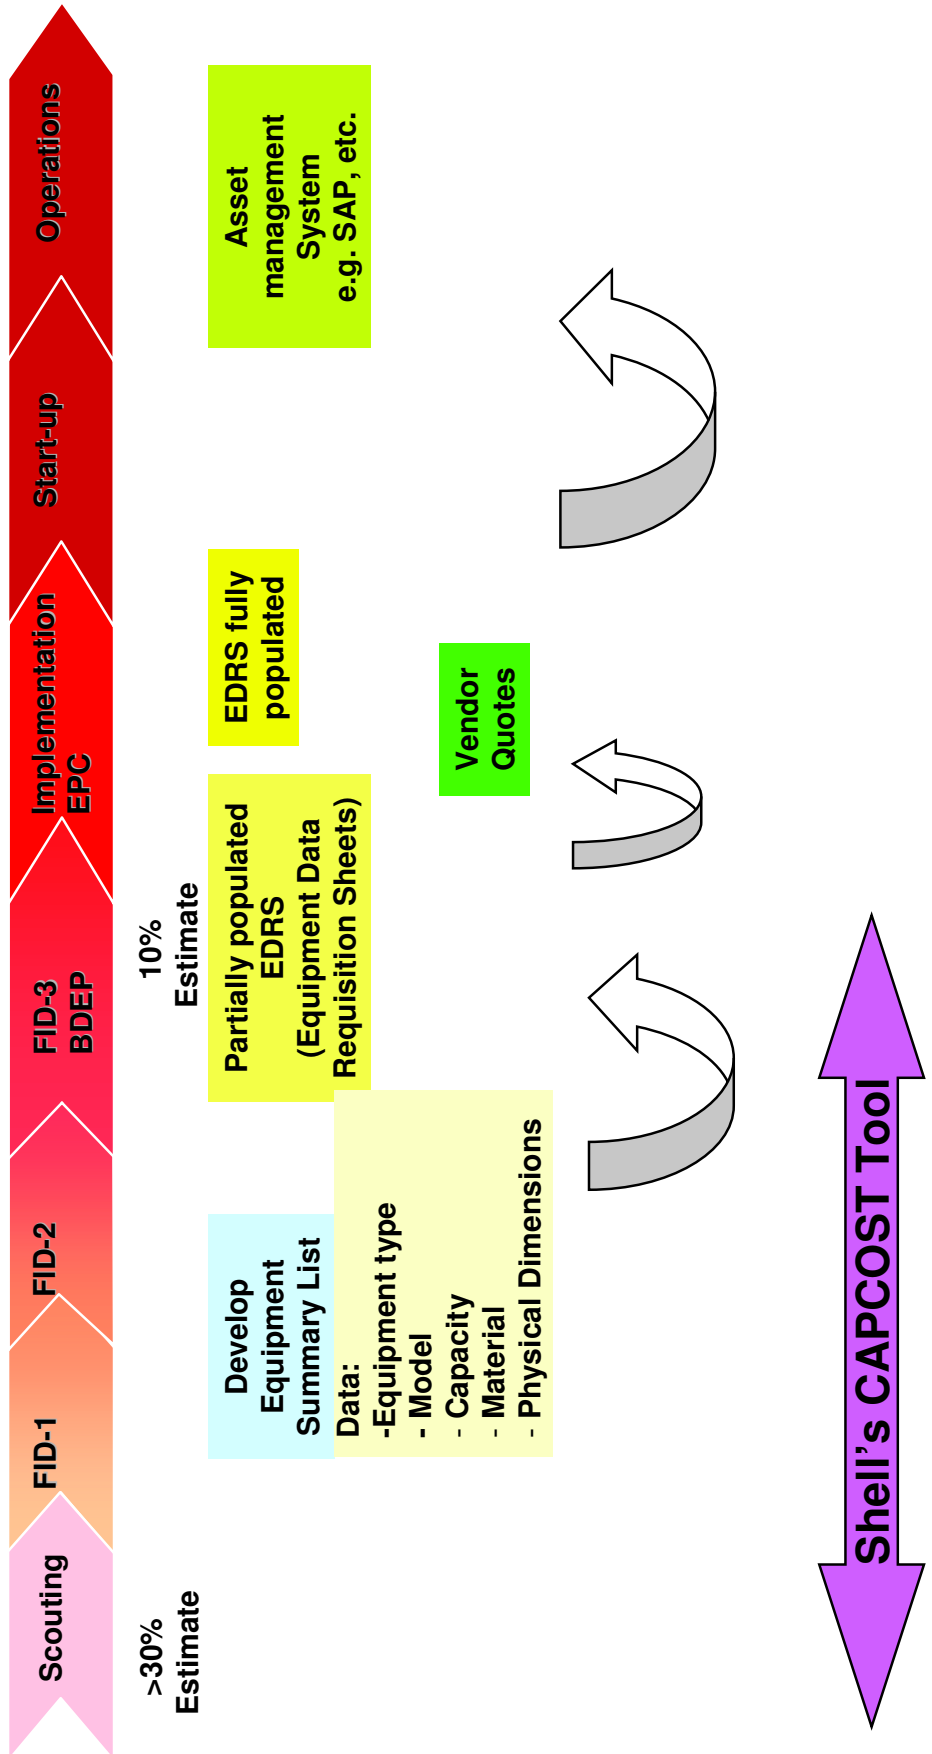 Scouting
FID-1
FID-2
FID-3
BDEP
Implementation
EPC
Start-up
Operations
>30%
Estimate
10%
Estimate
Develop
Equipment
Summary List
Data:
-Equipment type
- Model
- Capacity
- Material
- Physical Dimensions
Partially populated
EDRS
(Equipment Data
Requisition Sheets)
EDRS fully
populated
Asset
management
System
e.g. SAP, etc.
Vendor
Quotes
Shell's CAPCOST Tool